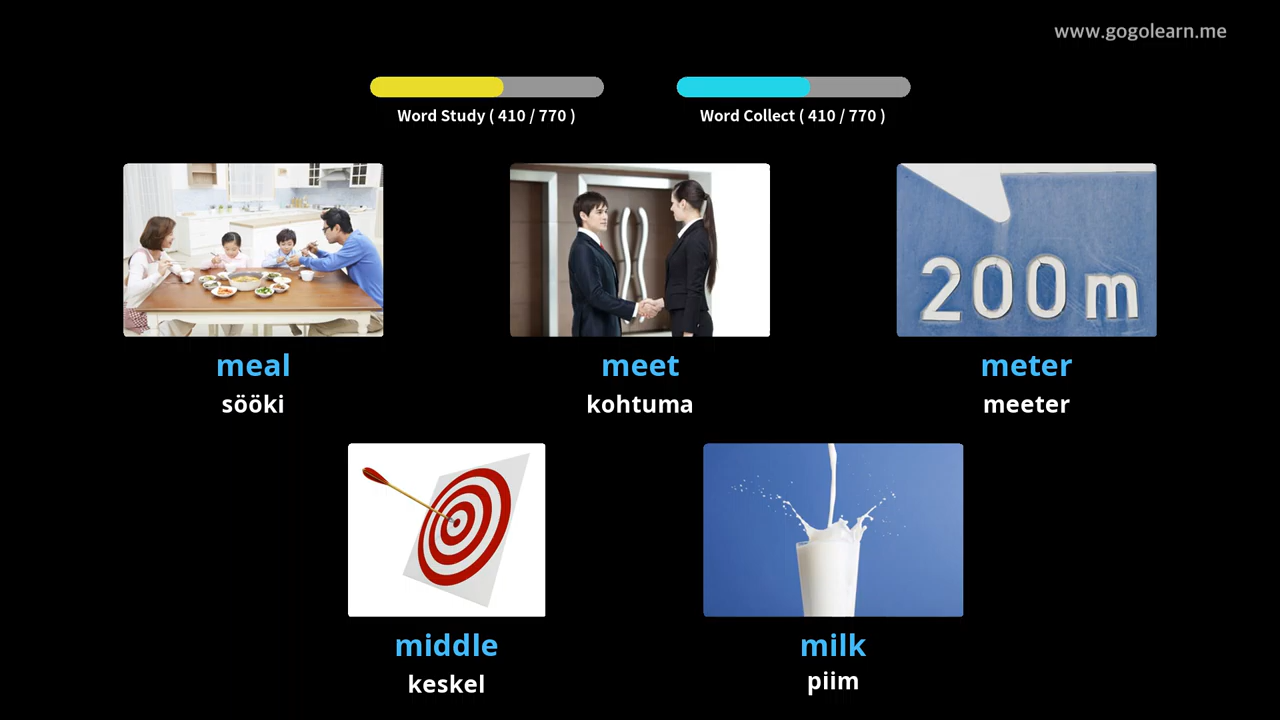 www.gogolearn.me
Word Study ( 410 / 770 )
Word Collect ( 410 / 770 )
200m
meal
meet
meter
sööki
kohtuma
meeter
middle
milk
keskel
piim